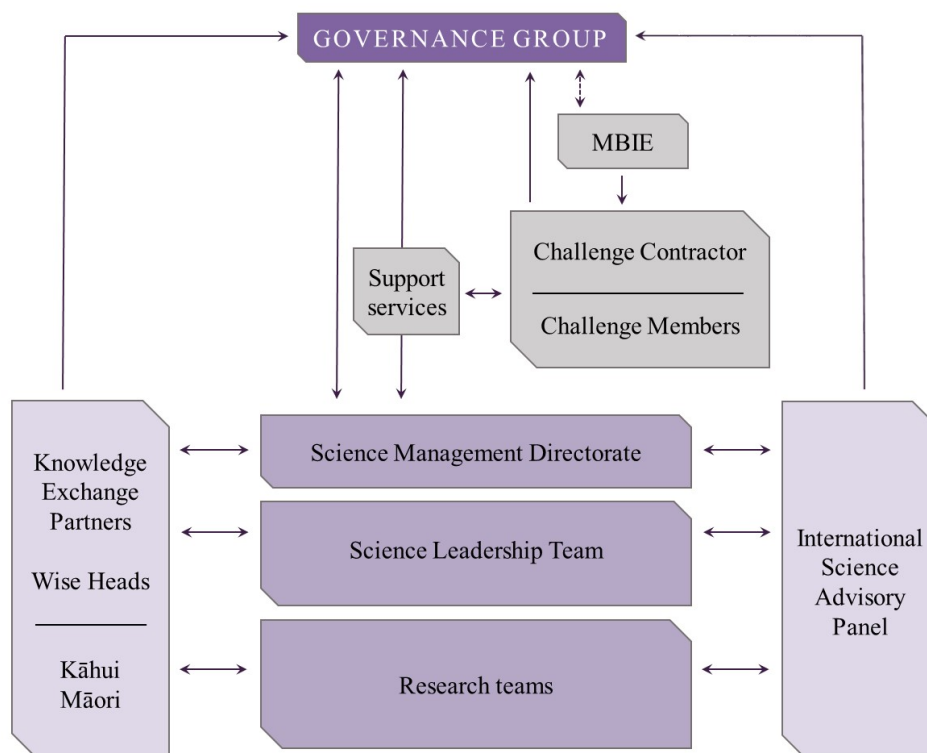 GOVERNANCE GROUP
MBIE
Challenge Contractor
Challenge Members
Support
services
Knowledge
Exchange
Partners
Wise Heads
Kāhui
Māori
Science Management Directorate
Science Leadership Team
Research teams
International
Science
Advisory
Panel